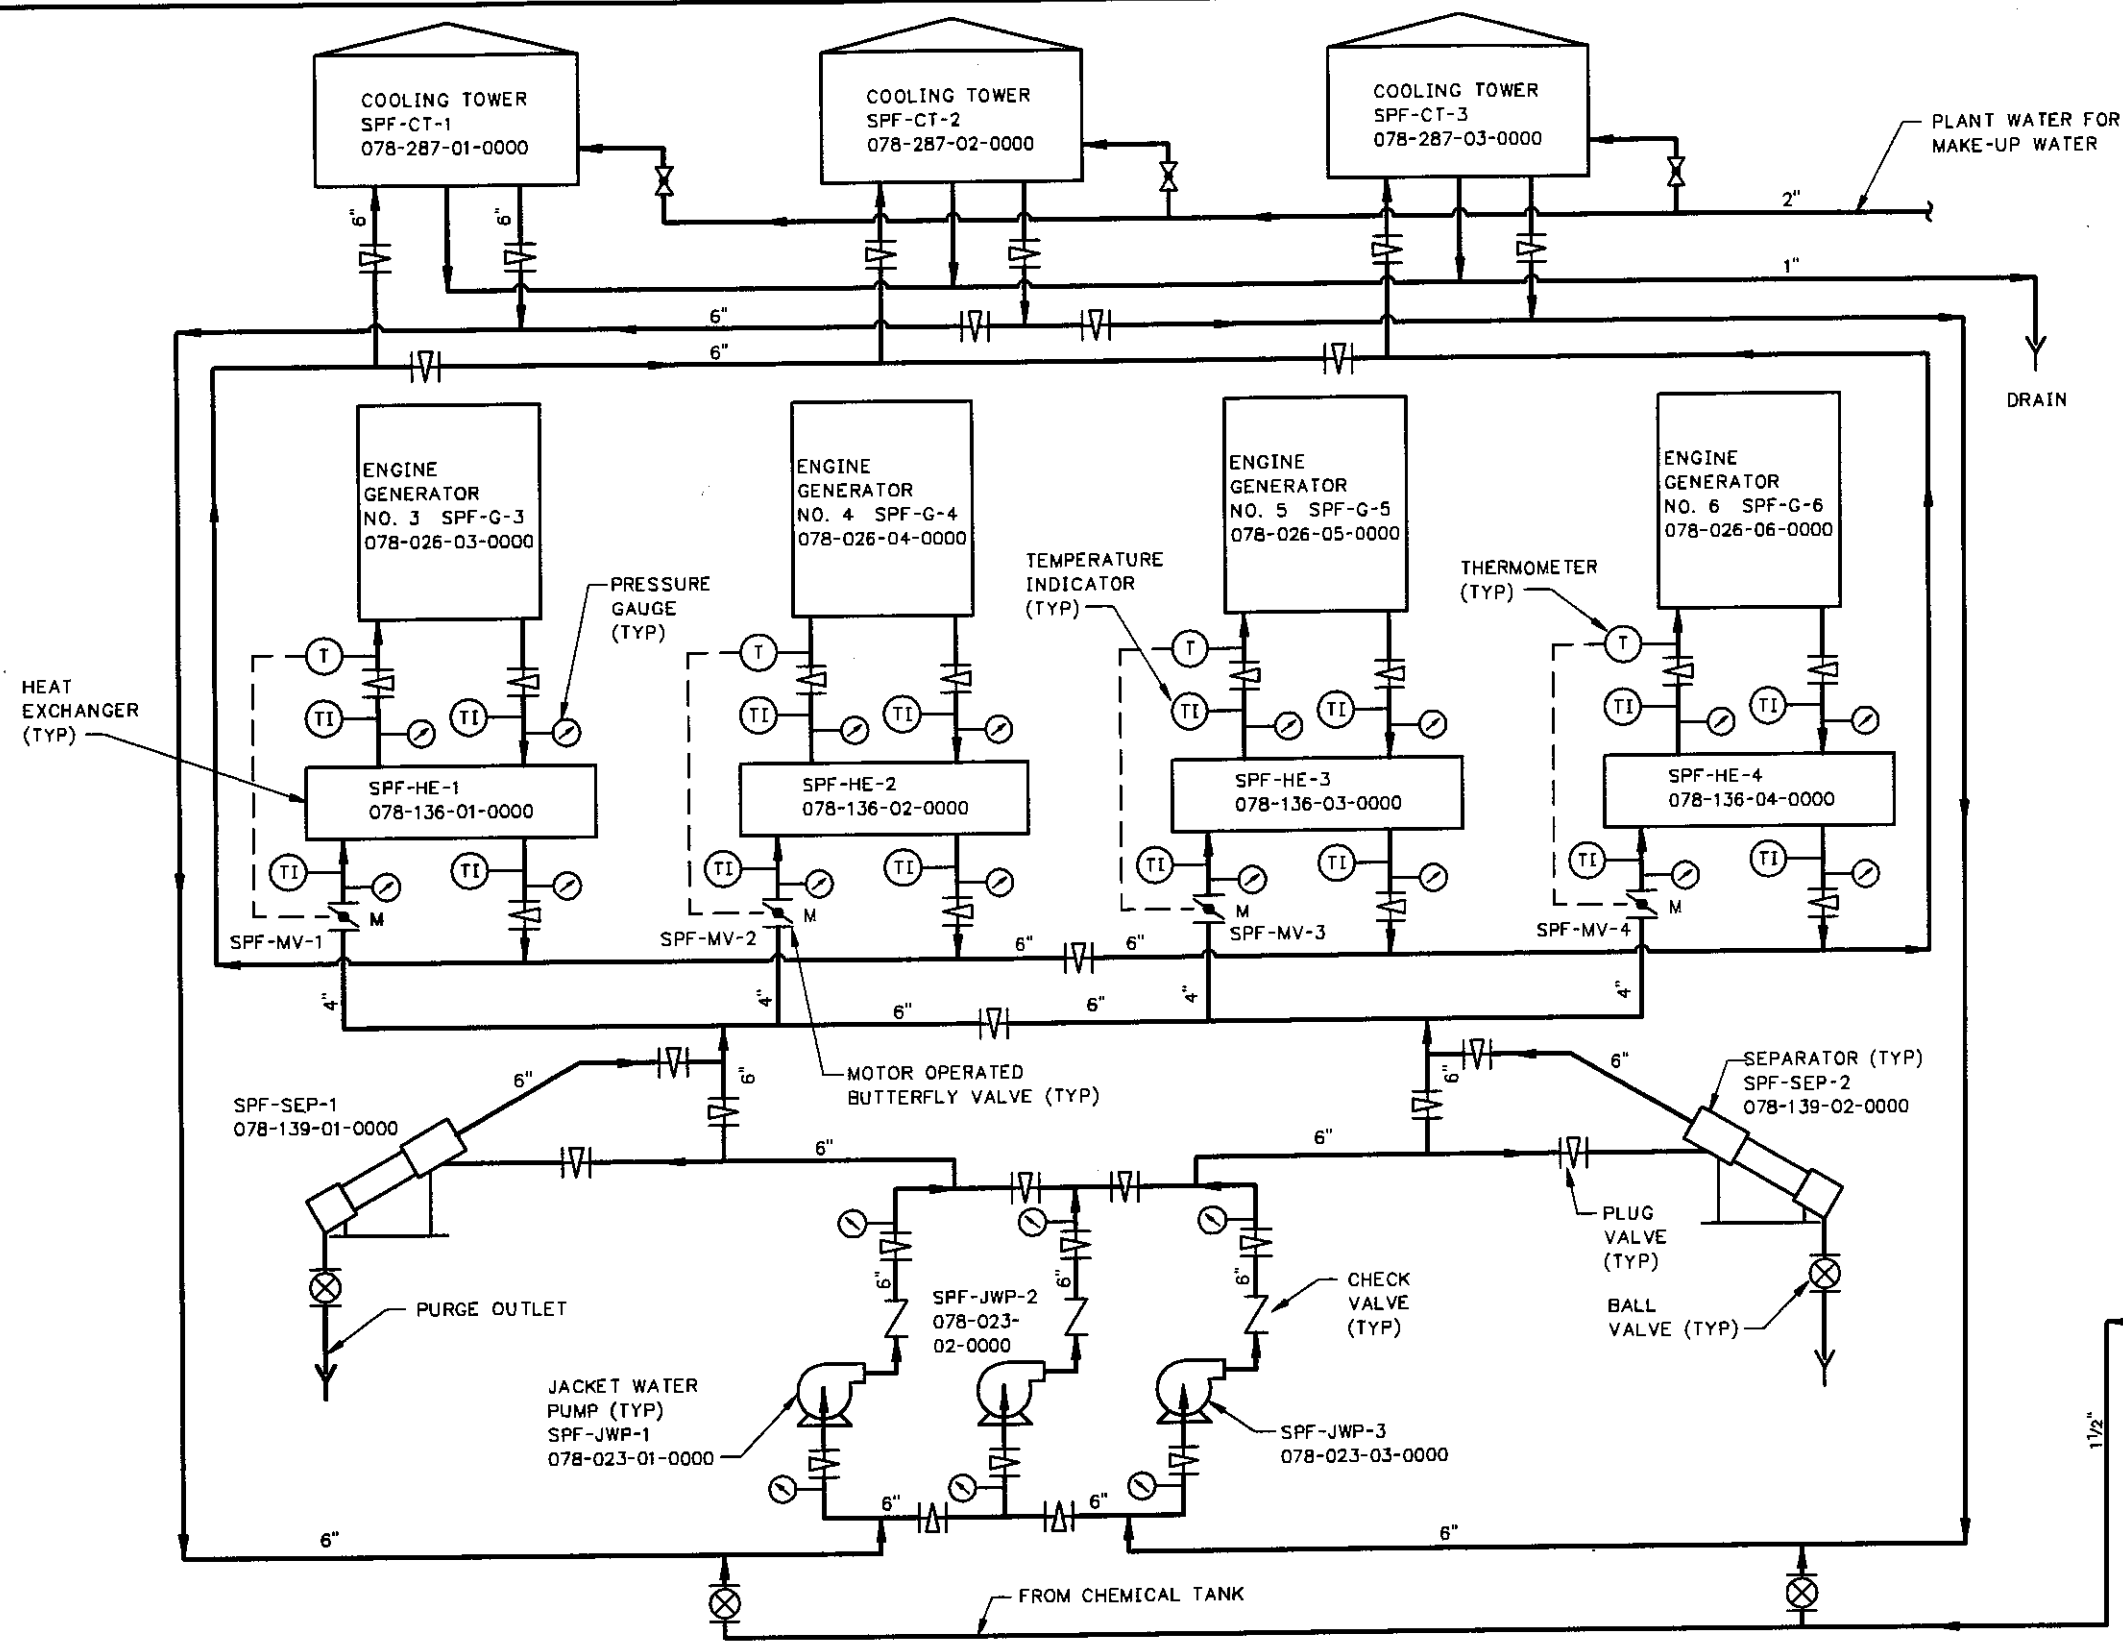 COOLING TOWER
SPF-CT-1
078-287-01-0000
COOLING TOWER
SPF-CT-2
078-287-02-0000
COOLING TOWER
SPF-CT-3
078-287-03-0000
PLANT WATER FOR
MAKE-UP WATER
2"
6"
6"
1"
6"
6"
DRAIN
ENGINE
GENERATOR
NO. 3 SPF-G-3
078-026-03-0000
ENGINE
GENERATOR
NO. 4 SPF-G-4
078-026-04-0000
ENGINE
GENERATOR
NO. 5 SPF-G-5
078-026-05-0000
ENGINE
GENERATOR
NO. 6 SPF-G-6
078-026-06-0000
PRESSURE
GAUGE
(TYP)
TEMPERATURE
INDICATOR
(TYP)
THERMOMETER
(TYP)
HEAT
EXCHANGER
(TYP)
T
T
T
T
TI
TI
TI
TI
TI
TI
TI
TI
SPF-HE-1
078-136-01-0000
SPF-HE-2
078-136-02-0000
SPF-HE-3
078-136-03-0000
SPF-HE-4
078-136-04-0000
TI
TI
TI
TI
TI
TI
TI
TI
M
M
M
M
SPF-MV-1
SPF-MV-2
SPF-MV-3
SPF-MV-4
6"
6"
4"
4"
4"
4"
6"
6"
MOTOR OPERATED
BUTTERFLY VALVE (TYP)
6"
6"
6"
6"
SEPARATOR (TYP)
SPF-SEP-2
078-139-02-0000
SPF-SEP-1
078-139-01-0000
6"
6"
PLUG
VALVE
(TYP)
6"
6"
6"
CHECK
VALVE
(TYP)
BALL
VALVE (TYP)
PURGE OUTLET
SPF-JWP-2
078-023-
02-0000
JACKET WATER
PUMP (TYP)
SPF-JWP-1
078-023-01-0000
SPF-JWP-3
078-023-03-0000
1 1/2"
6"
6"
6"
6"
FROM CHEMICAL TANK